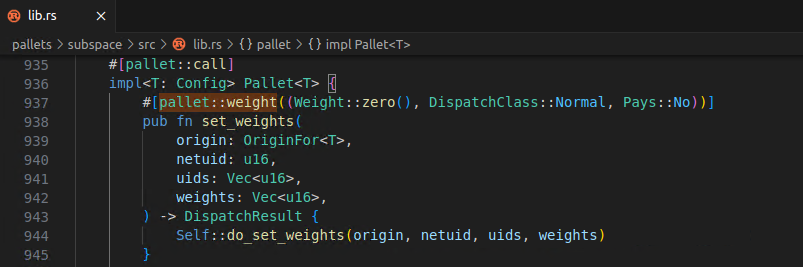 lib.rs
pallets > subspace > src > lib.rs > {} pallet > {} impl Pallet<T>
935 #[pallet::call]
936 impl<T: Config> Pallet<T> {
937 #[pallet::weight((Weight::zero(), DispatchClass::Normal, Pays::No))]
938 pub fn set_weights(
939 origin: OriginFor<T>,
940 netuid: u16,
941 uids: Vec<u16>,
942 weights: Vec<u16>,
943 ) -> DispatchResult {
944 Self::do_set_weights(origin, netuid, uids, weights)
945 }